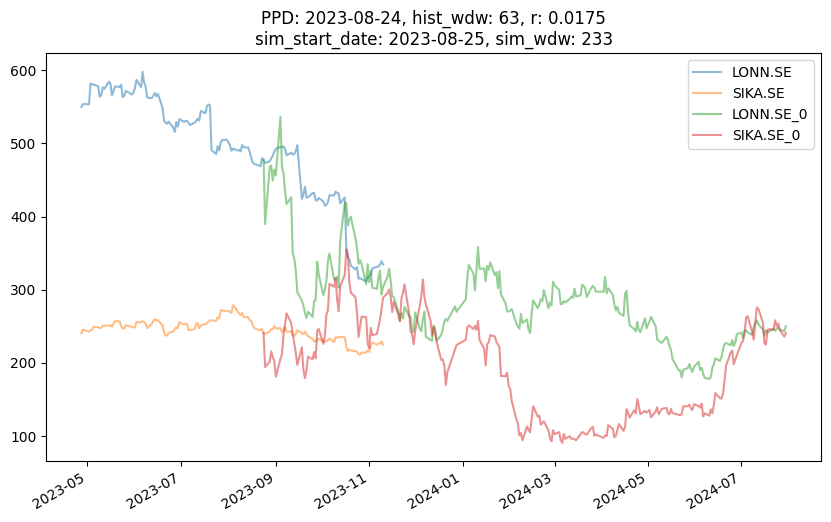 PPD: 2023-08-24, hist_wdw: 63, r: 0.0175
sim_start_date: 2023-08-25, sim_wdw: 233
LONN.SE
SIKA.SE
LONN.SE_0
SIKA.SE_0
600
500
400
300
200
100
2023-05
2023-07
2023-09
2023-11
2024-01
2024-03
2024-05
2024-07